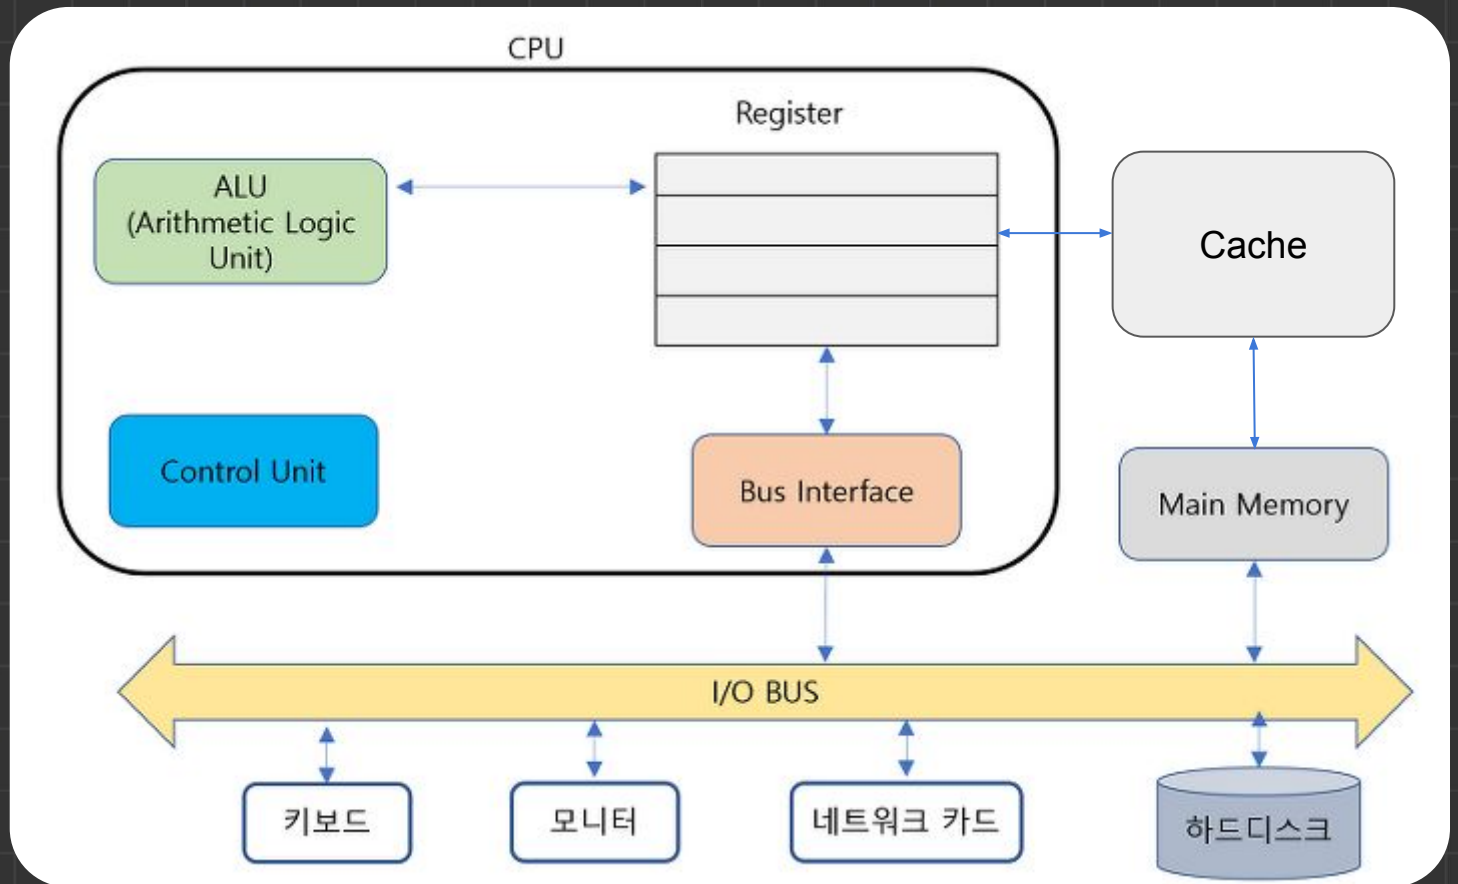 CPU
Register
ALU
(Arithmetic Logic
Unit)
Cache
Control Unit
Bus Interface
Main Memory
I/O BUS
키보드
모니터
네트워크 카드
하드디스크